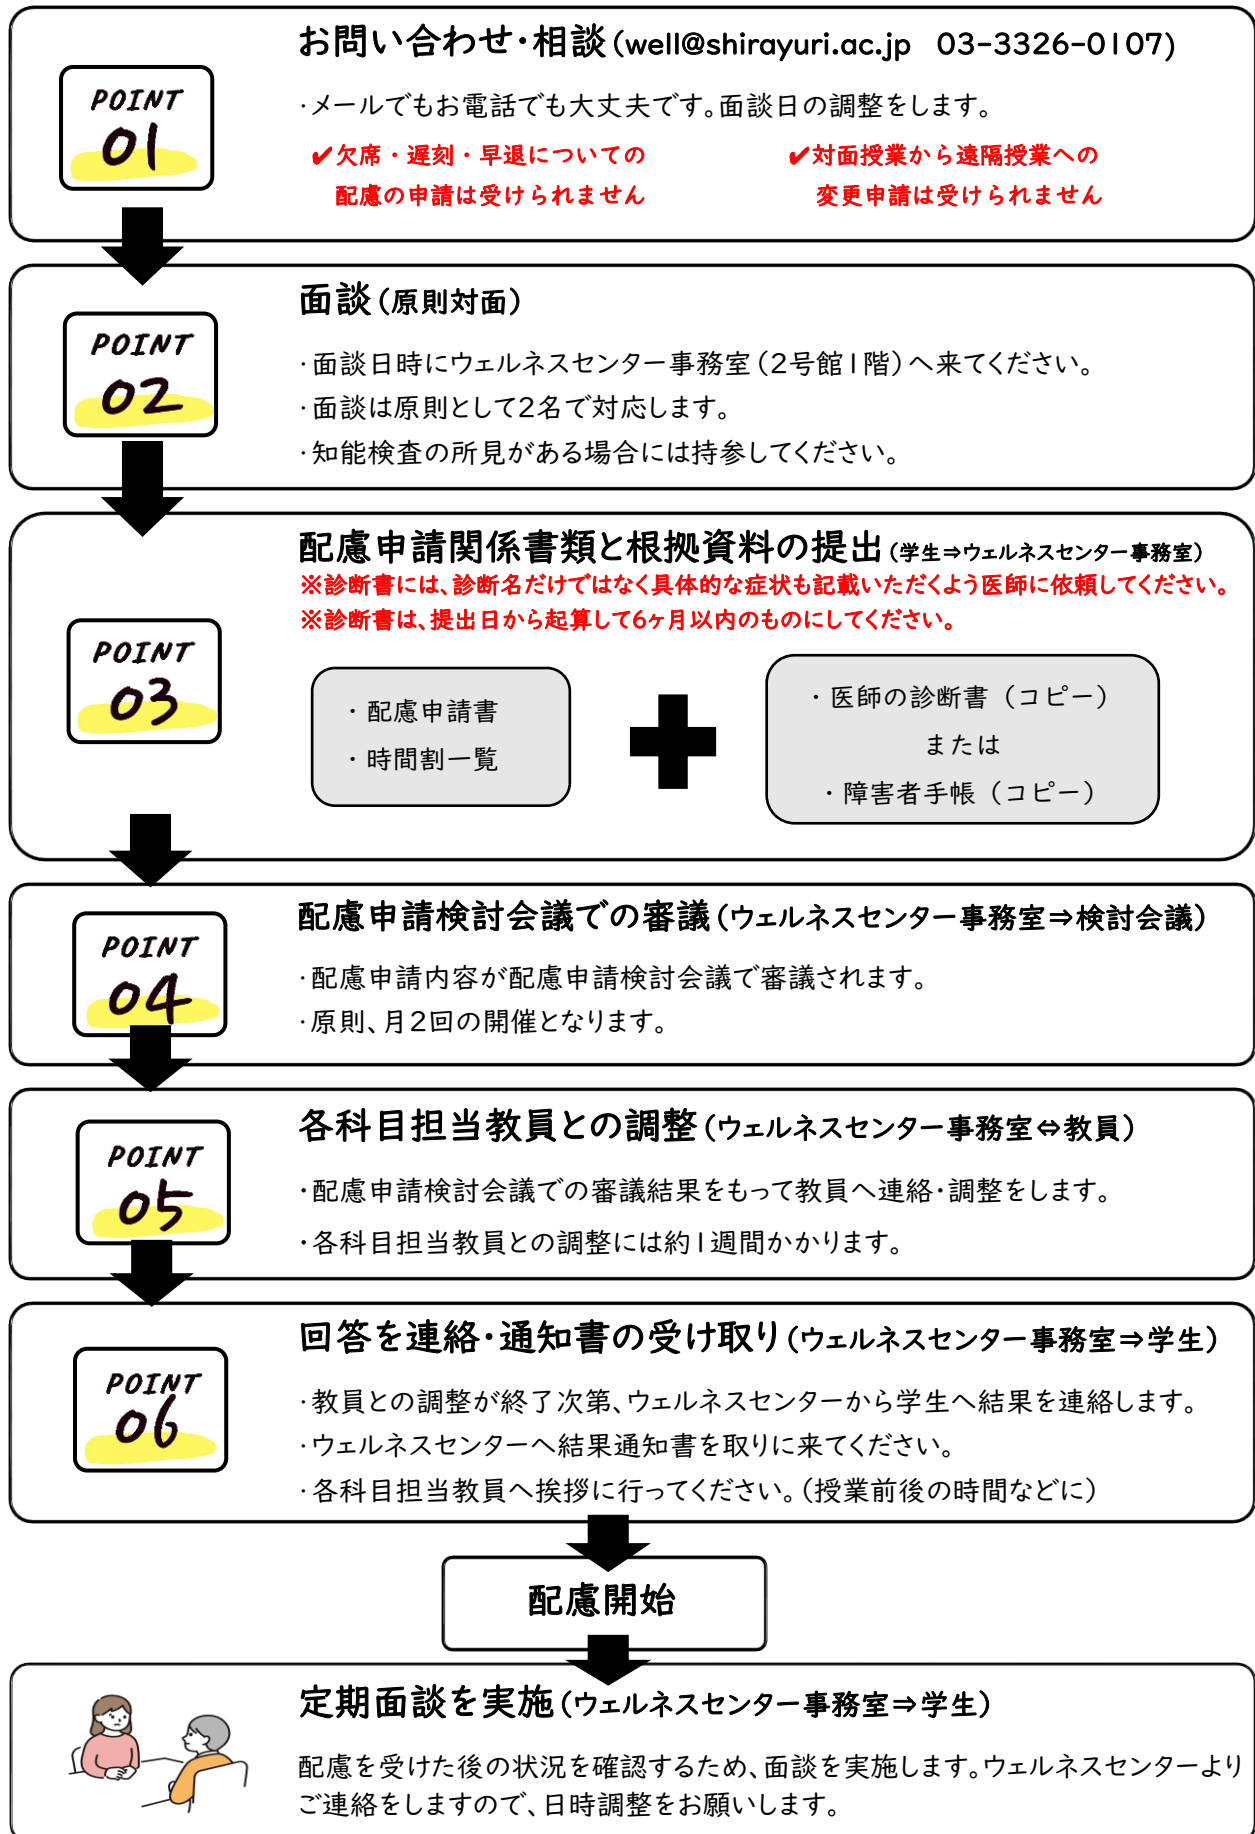 お問い合わせ・相談(well@shirayuri.ac.jp 03-3326-0107)
POINT
01
・メールでもお電話でも大丈夫です。面談日の調整をします。
✔欠席・遅刻・早退についての
配慮の申請は受けられません
✔対面授業から遠隔授業への
変更申請は受けられません
面談(原則対面)
POINT
02
・面談日時にウェルネスセンター事務室(2号館1階)へ来てください。
・面談は原則として2名で対応します。
・知能検査の所見がある場合には持参してください。
配慮申請関係書類と根拠資料の提出(学生⇒ウェルネスセンター事務室)
※診断書には、診断名だけではなく具体的な症状も記載いただくよう医師に依頼してください。
※診断書は、提出日から起算して6ヶ月以内のものにしてください。
POINT
03
・配慮申請書
・時間割一覧
・医師の診断書(コピー)
または
・障害者手帳(コピー)
配慮申請検討会議での審議(ウェルネスセンター事務室⇒検討会議)
POINT
04
・配慮申請内容が配慮申請検討会議で審議されます。
・原則、月2回の開催となります。
各科目担当教員との調整(ウェルネスセンター事務室⇔教員)
POINT
05
・配慮申請検討会議での審議結果をもって教員へ連絡・調整をします。
・各科目担当教員との調整には約1週間かかります。
回答を連絡・通知書の受け取り(ウェルネスセンター事務室⇒学生)
POINT
06
・教員との調整が終了次第、ウェルネスセンターから学生へ結果を連絡します。
・ウェルネスセンターへ結果通知書を取りに来てください。
・各科目担当教員へ挨拶に行ってください。(授業前後の時間などに)
配慮開始
定期面談を実施(ウェルネスセンター事務室⇒学生)
配慮を受けた後の状況を確認するため、面談を実施します。ウェルネスセンターより
ご連絡をしますので、日時調整をお願いします。